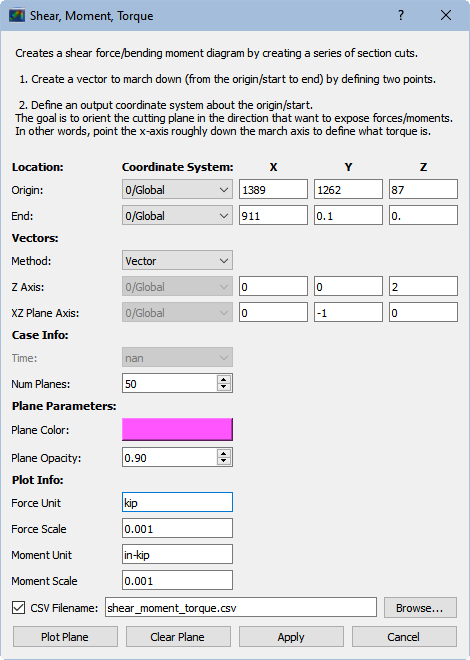 Shear, Moment, Torque
Creates a shear force/bending moment diagram by creating a series of section cuts.
1. Create a vector to march down (from the origin/start to end) by defining two points.
2. Define an output coordinate system about the origin/start.
The goal is to orient the cutting plane in the direction that want to expose forces/moments.
In other words, point the x-axis roughly down the march axis to define what torque is.
Location: Coordinate System: X Y Z
Origin: 0/Global 1389 1262 87
End: 0/Global 911 0.1 0.
Vectors:
Method: Vector
Z Axis: 0/Global 0 0 2
XZ Plane Axis: 0/Global 0 -1 0
Case Info:
Time: nan
Num Planes: 50
Plane Parameters:
Plane Color:
Plane Opacity: 0.90
Plot Info:
Force Unit kip
Force Scale 0.001
Moment Unit in-kip
Moment Scale 0.001
CSV Filename: shear_moment_torque.csv Browse...
Plot Plane Clear Plane Apply Cancel